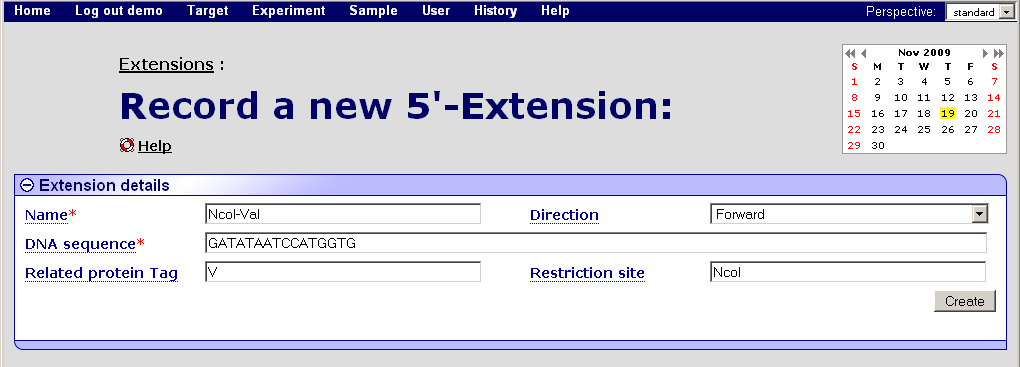 Home Log out demo Target Experiment Sample User History Help Perspective: standard
Extensions :
Record a new 5'-Extension:
Help
Nov 2009
S M T W T F S
1 2 3 4 5 6 7
8 9 10 11 12 13 14
15 16 17 18 19 20 21
22 23 24 25 26 27 28
29 30
Extension details
Name* NcoI-Val Direction Forward
DNA sequence* GATATAATCCATGGTG
Related protein Tag V Restriction site NcoI
Create